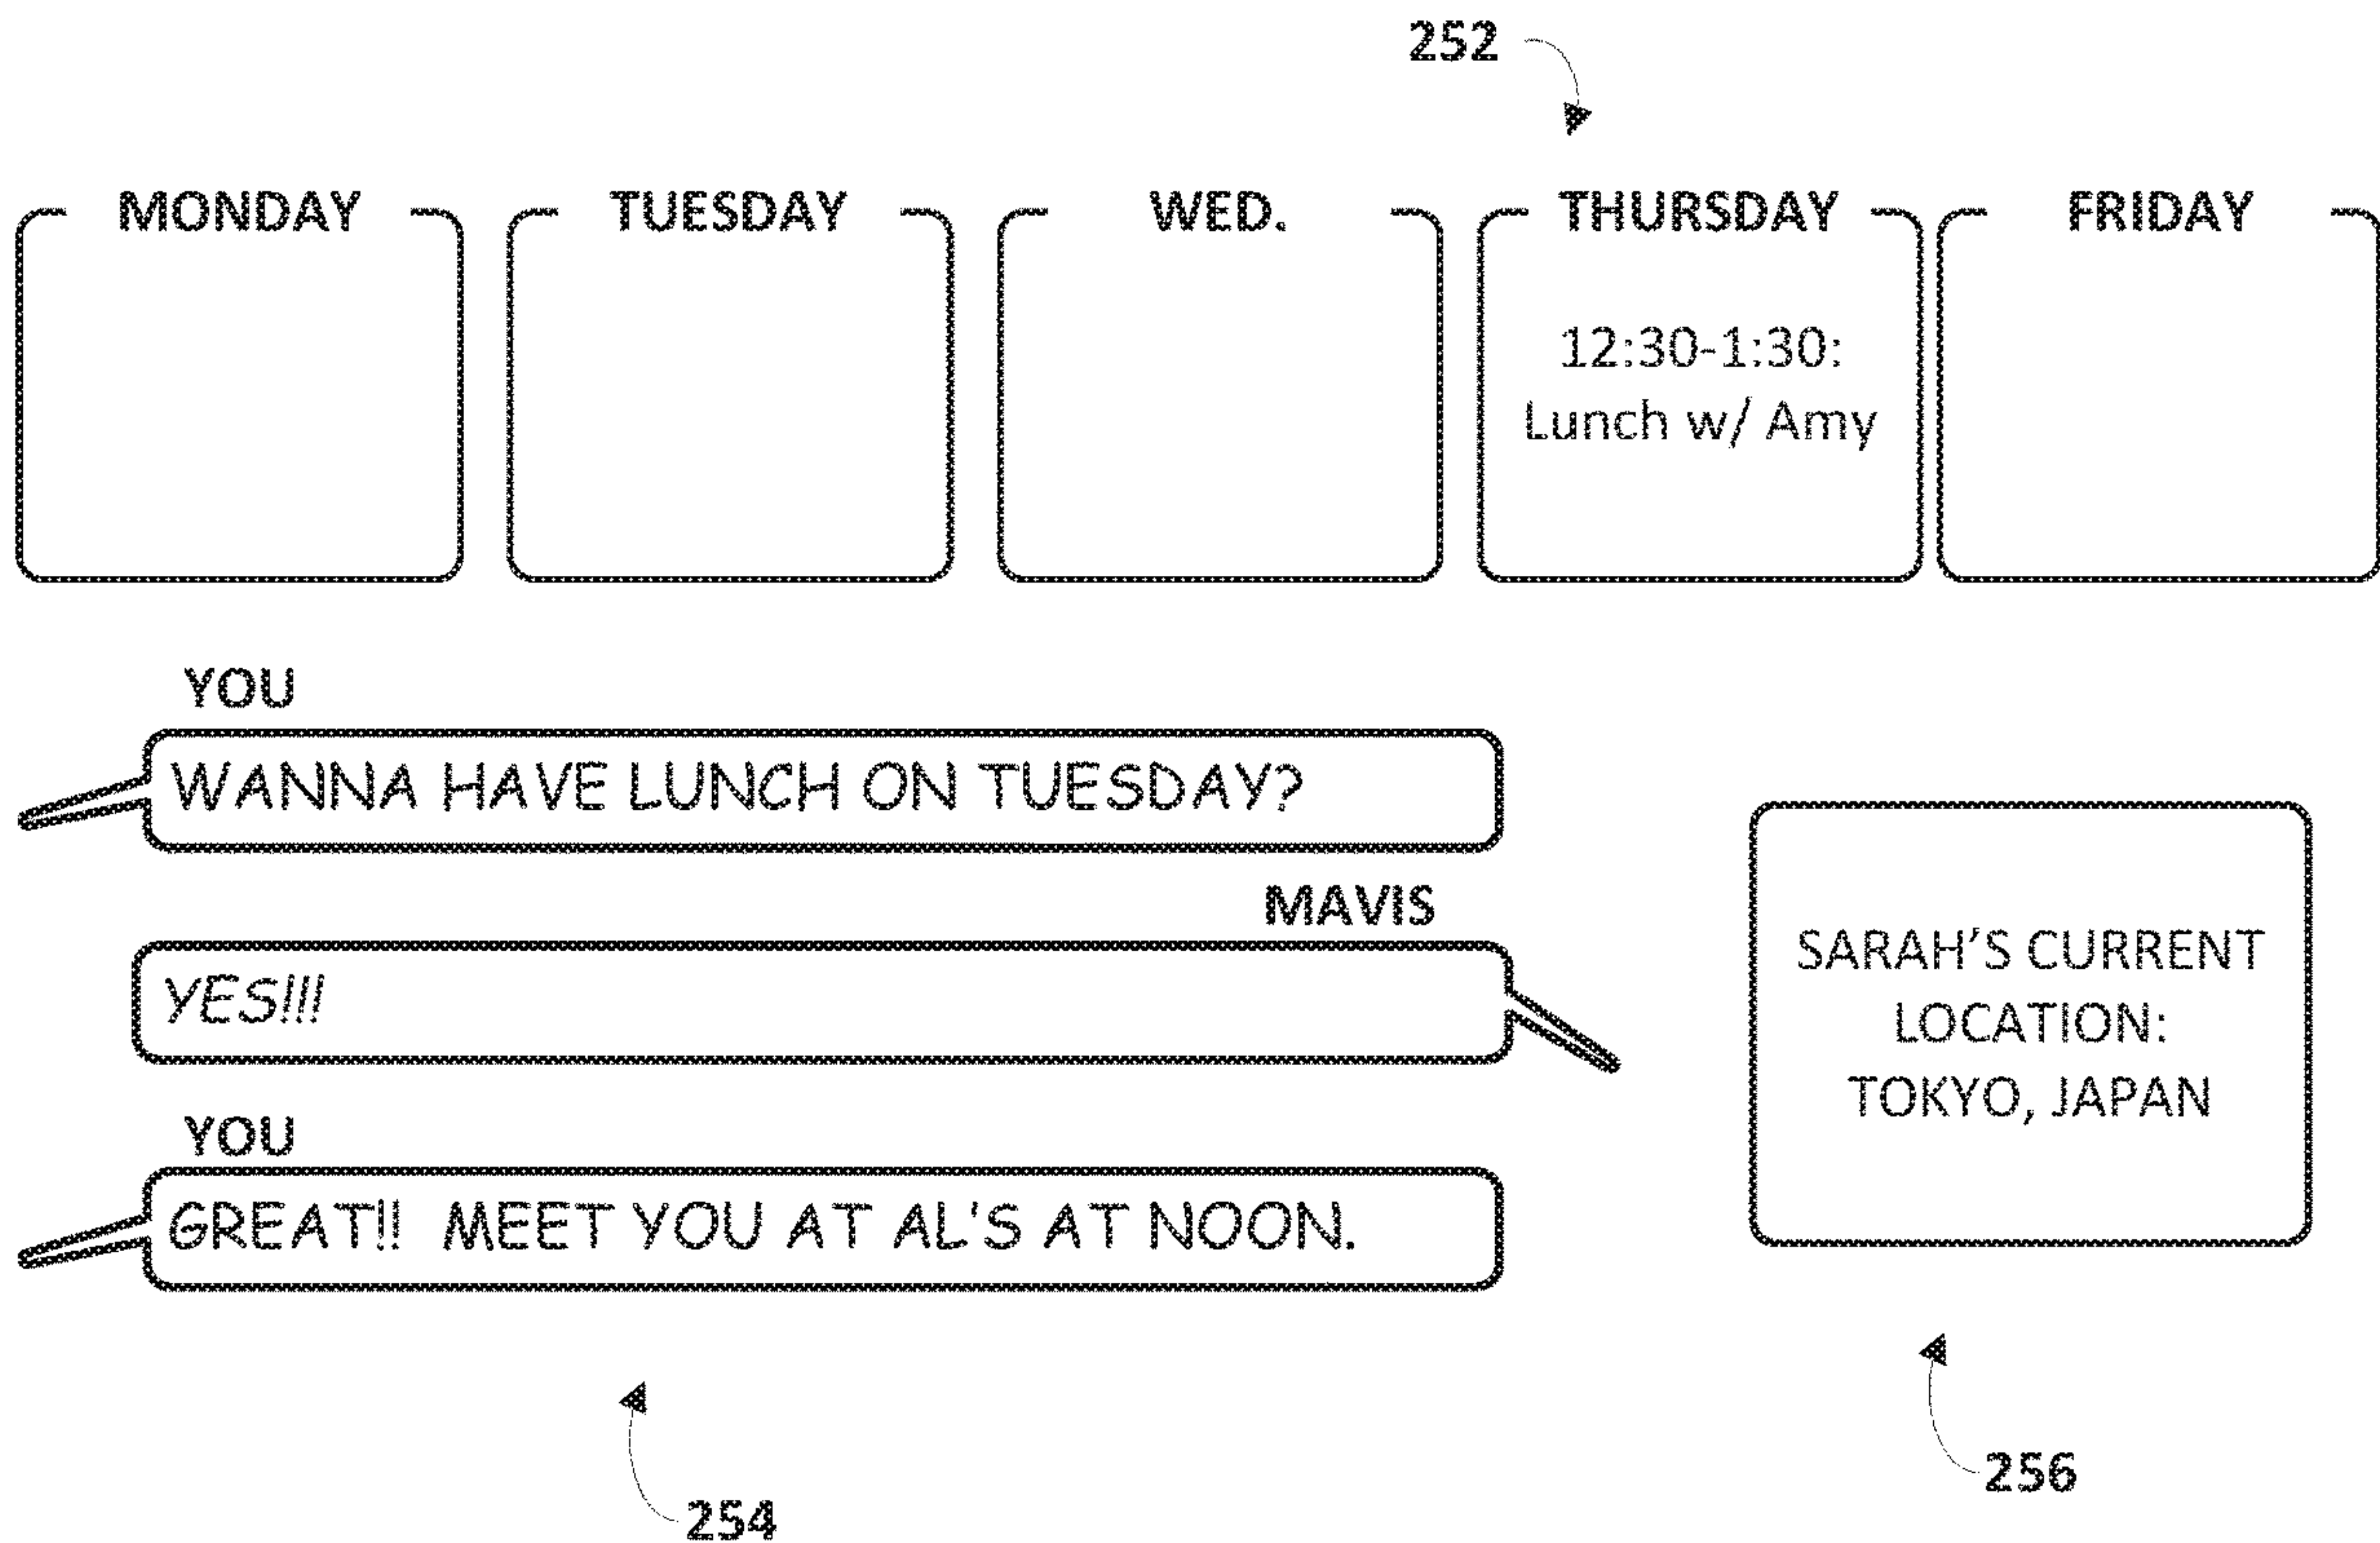 252
MONDAY TUESDAY WED. THURSDAY FRIDAY
12:30-1:30:
Lunch w/ Amy
YOU
WANNA HAVE LUNCH ON TUESDAY?
MAVIS
YES!!!
YOU
GREAT!! MEET YOU AT AL'S AT NOON.
254
SARAH'S CURRENT
LOCATION:
TOKYO, JAPAN
256